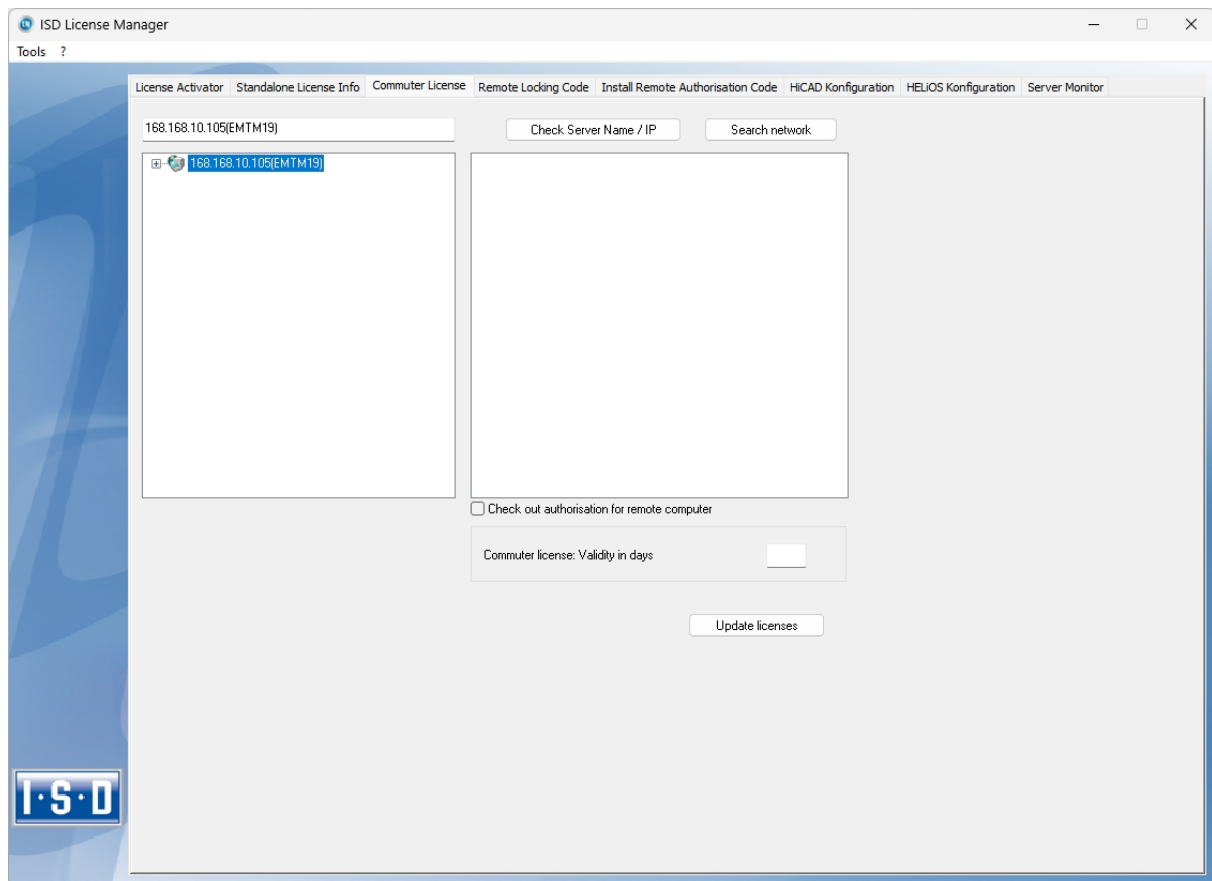 ISD License Manager
Tools ?
License Activator Standalone License Info Commuter License Remote Locking Code Install Remote Authorisation Code HiCAD Konfiguration HELiOS Konfiguration Server Monitor
168.168.10.105(EMTM19) Check Server Name / IP Search network
168.168.10.105(EMTM19)
Check out authorisation for remote computer
Commuter license: Validity in days
Update licenses
I·S·D